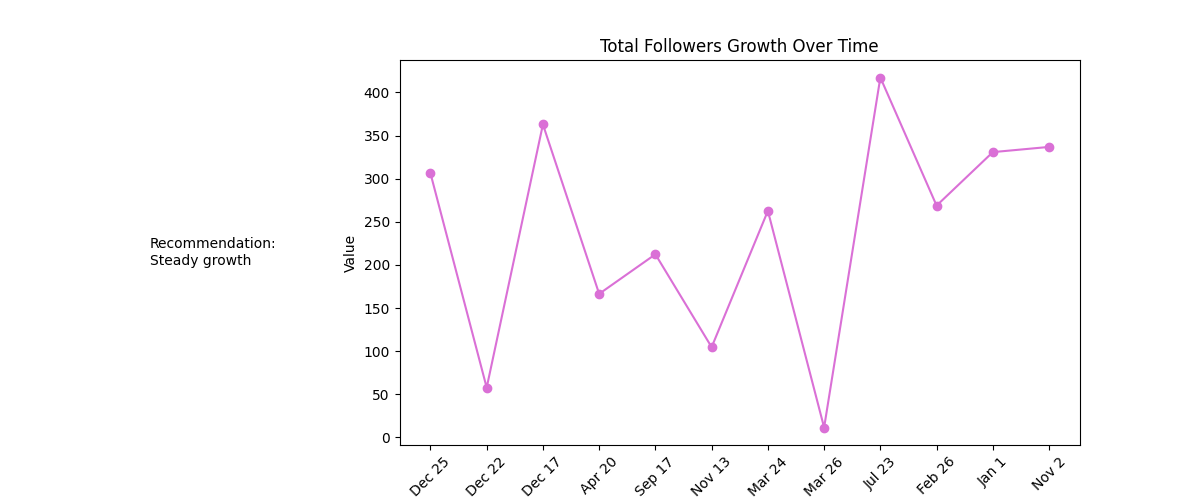 Total Followers Growth Over Time
Recommendation:
Steady growth
Value
400
350
300
250
200
150
100
50
0
Dec 25
Dec 22
Dec 17
Apr 20
Sep 17
Nov 13
Mar 24
Mar 26
Jul 23
Feb 26
Jan 1
Nov 2